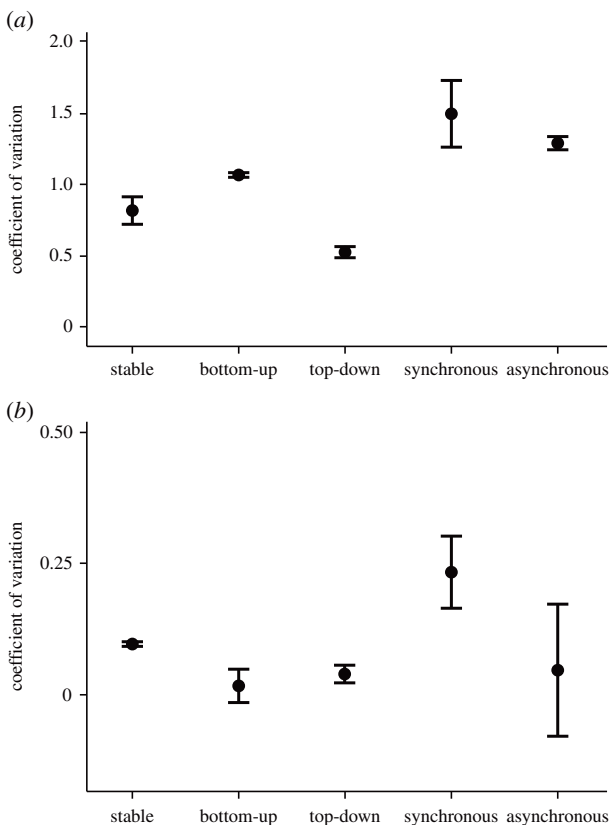 (a)
2.0
1.5
1.0
0.5
0
coefficient of variation
stable bottom-up top-down synchronous asynchronous
(b)
0.50
0.25
0
coefficient of variation
stable bottom-up top-down synchronous asynchronous